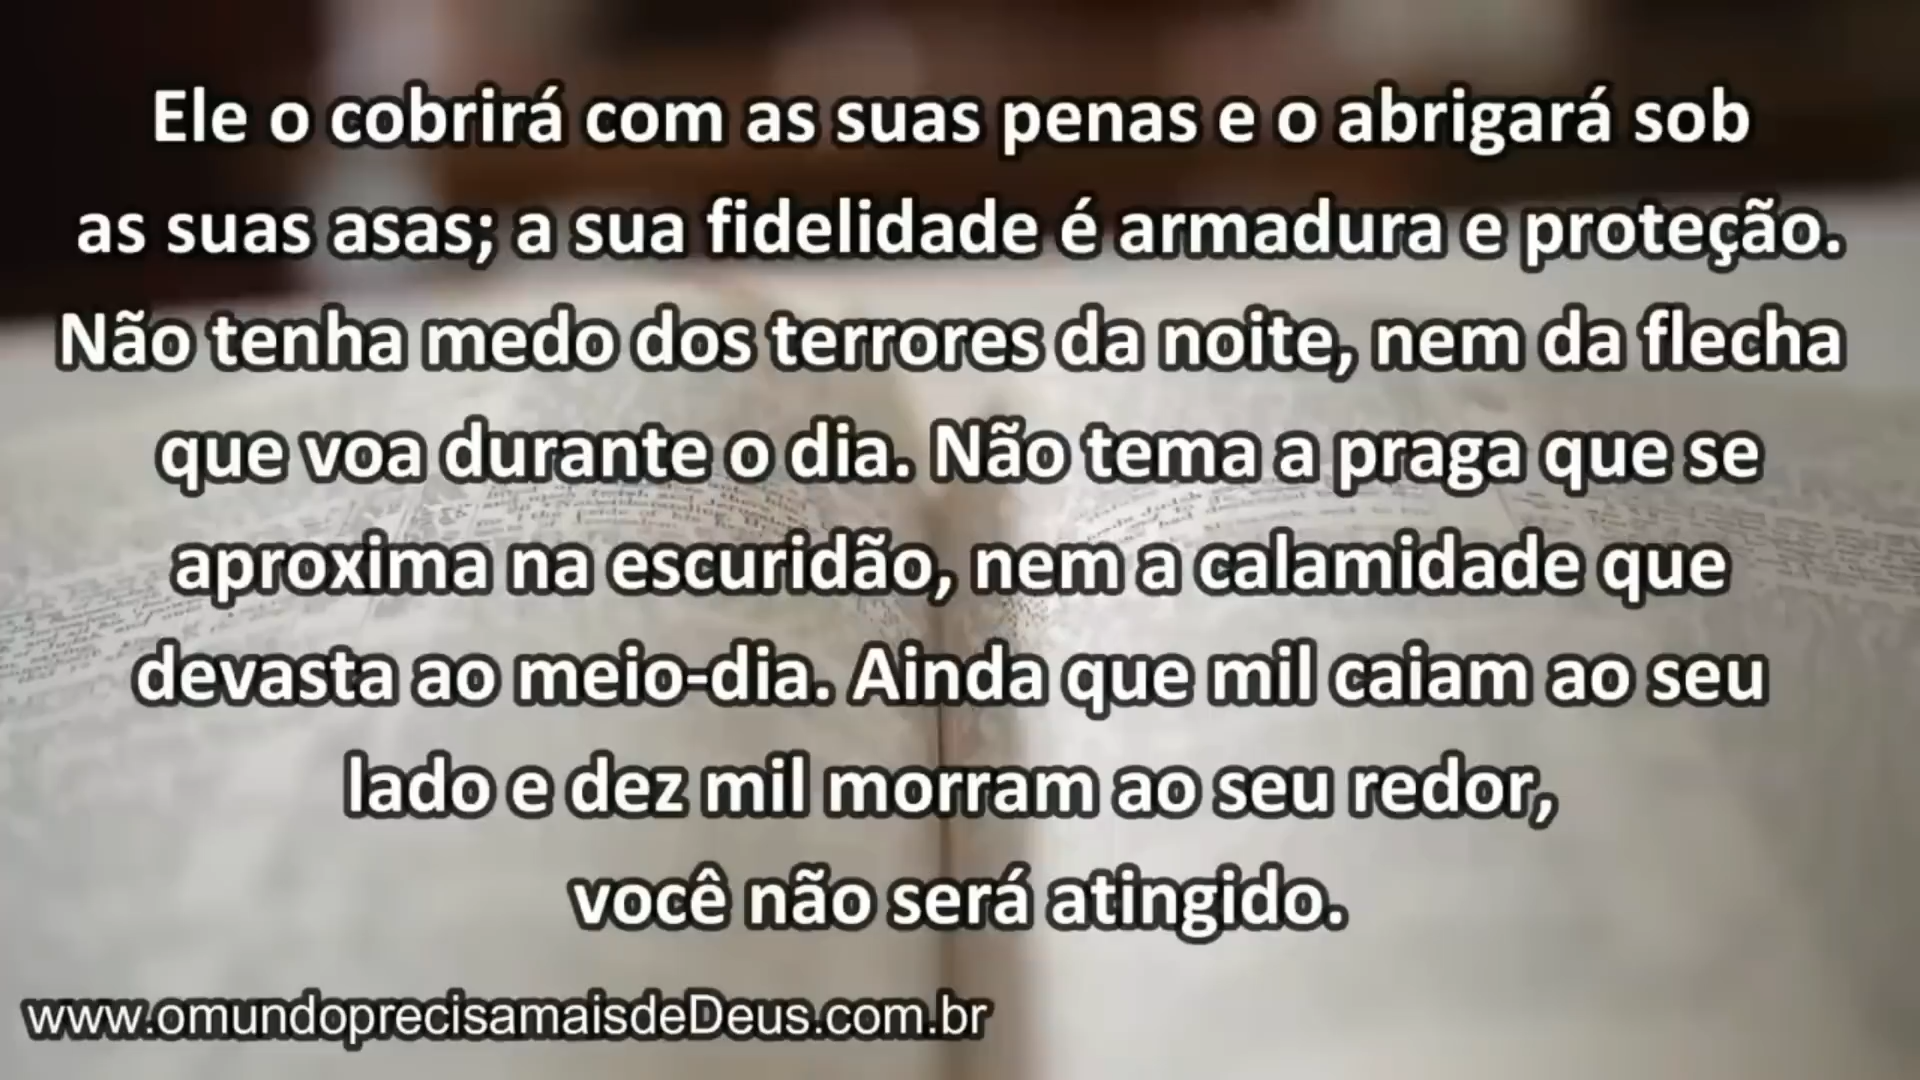 Ele o cobrirá com as suas penas e o abrigará sob
as suas asas; a sua fidelidade é armadura e proteção.
Não tenha medo dos terrores da noite, nem da flecha
que voa durante o dia. Não tema a praga que se
aproxima na escuridão, nem a calamidade que
devasta ao meio-dia. Ainda que mil caiam ao seu
lado e dez mil morram ao seu redor,
você não será atingido.
www.omundoprecisamaisdeDeus.com.br